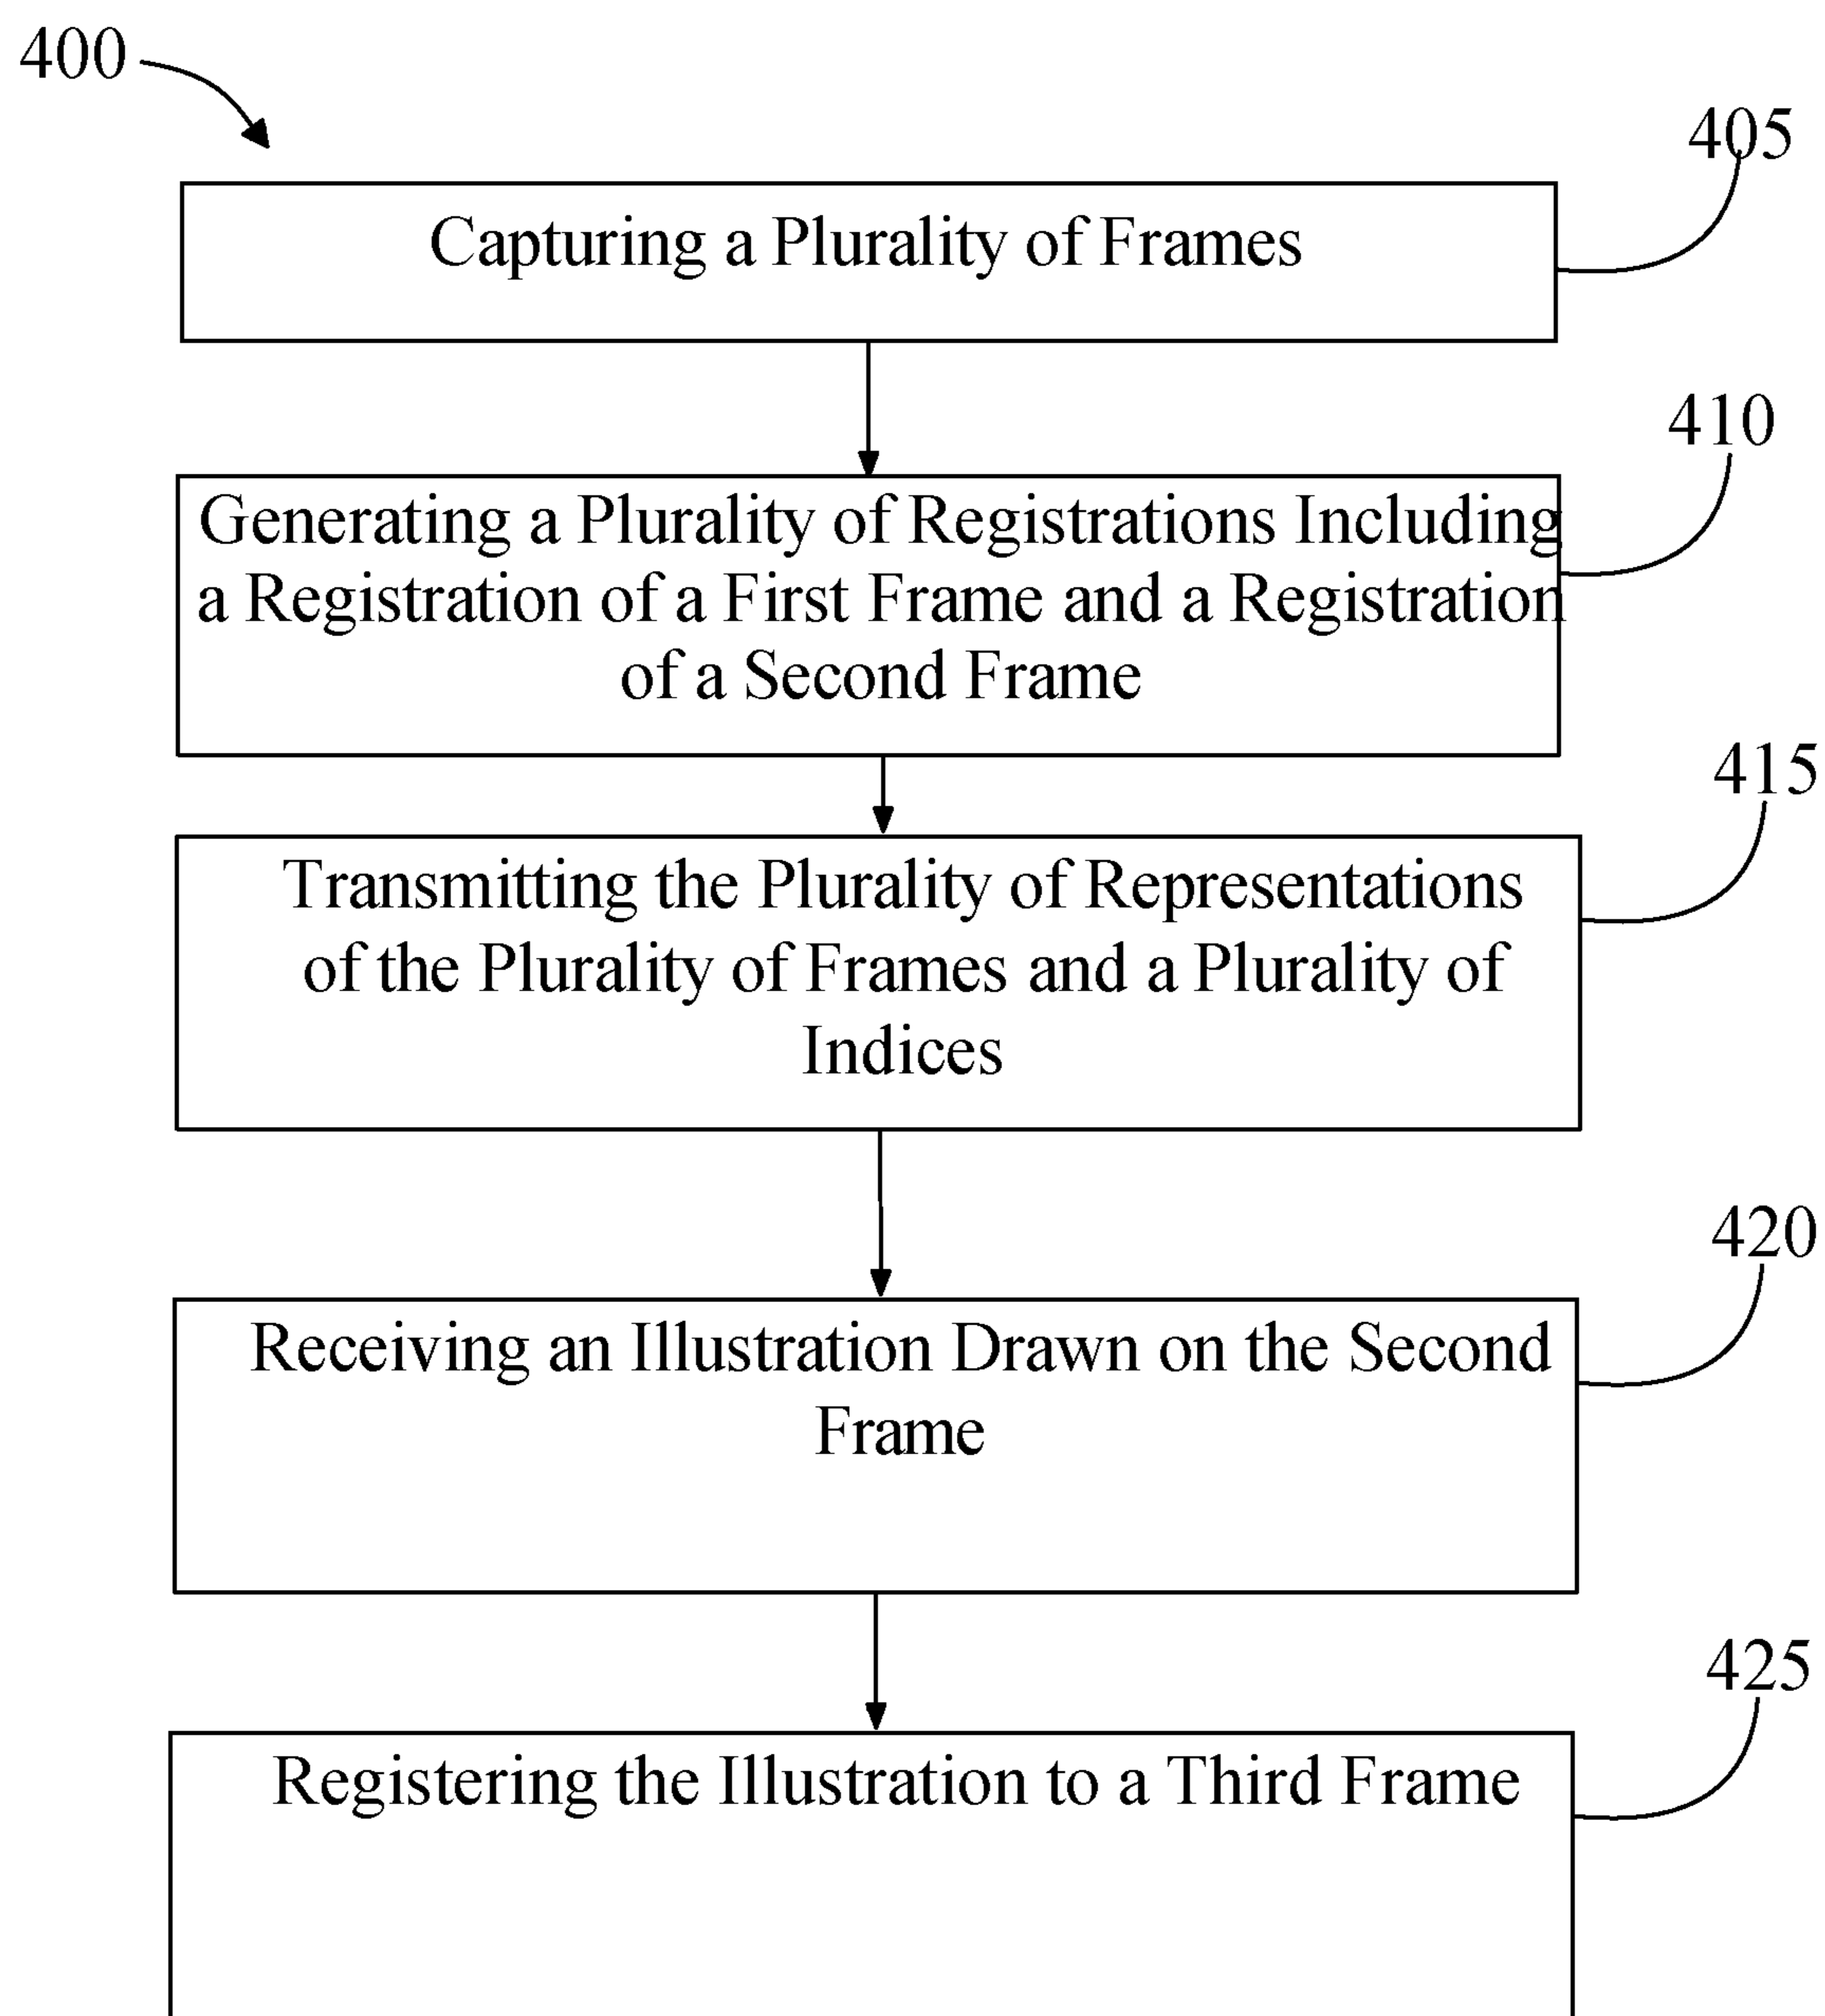 400
405
Capturing a Plurality of Frames
410
Generating a Plurality of Registrations Including
a Registration of a First Frame and a Registration
of a Second Frame
415
Transmitting the Plurality of Representations
of the Plurality of Frames and a Plurality of
Indices
420
Receiving an Illustration Drawn on the Second
Frame
425
Registering the Illustration to a Third Frame